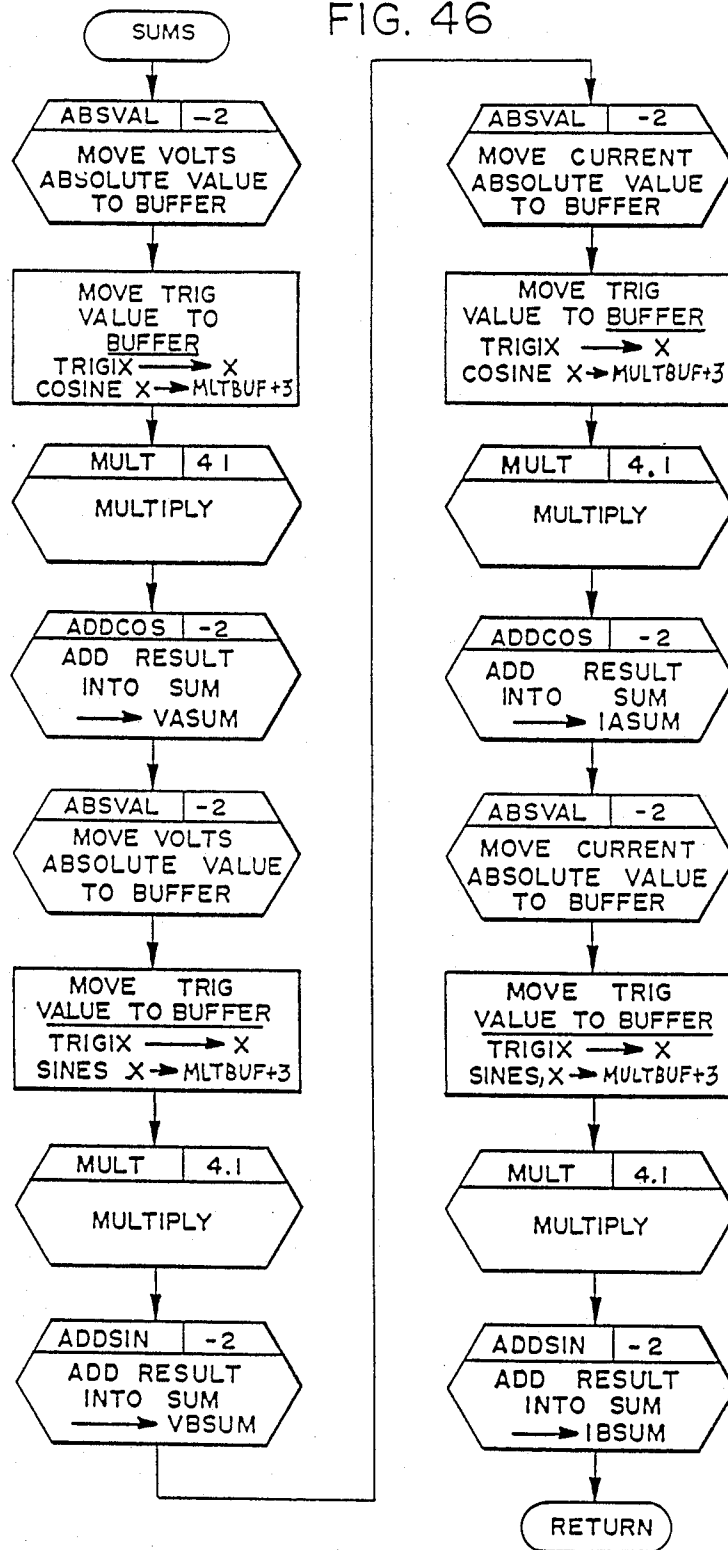 FIG. 46
SUMS
ABSVAL -2
MOVE VOLTS
ABSOLUTE VALUE
TO BUFFER
MOVE TRIG
VALUE TO
BUFFER
TRIGIX → X
COSINE X → MLTBUF+3
MULT 41
MULTIPLY
ADDCOS -2
ADD RESULT
INTO SUM
→ VASUM
ABSVAL -2
MOVE VOLTS
ABSOLUTE VALUE
TO BUFFER
MOVE TRIG
VALUE TO BUFFER
TRIGIX → X
SINES X → MLTBUF+3
MULT 4.1
MULTIPLY
ADDSIN -2
ADD RESULT
INTO SUM
→ VBSUM
ABSVAL -2
MOVE CURRENT
ABSOLUTE VALUE
TO BUFFER
MOVE TRIG
VALUE TO BUFFER
TRIGIX → X
COSINE X → MULTBUF+3
MULT 4.1
MULTIPLY
ADDCOS -2
ADD RESULT
INTO SUM
→ IASUM
ABSVAL -2
MOVE CURRENT
ABSOLUTE VALUE
TO BUFFER
MOVE TRIG
VALUE TO BUFFER
TRIGIX → X
SINES, X → MULTBUF+3
MULT 4.1
MULTIPLY
ADDSIN -2
ADD RESULT
INTO SUM
→ IBSUM
RETURN